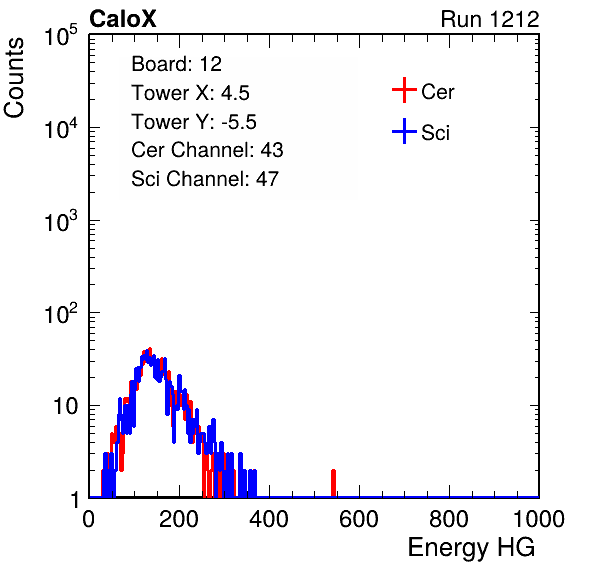 CaloX Run 1212
Counts
10^5
10^4
10^3
10^2
10
1
Board: 12
Tower X: 4.5
Tower Y: -5.5
Cer Channel: 43
Sci Channel: 47
Cer
Sci
0 200 400 600 800 1000
Energy HG